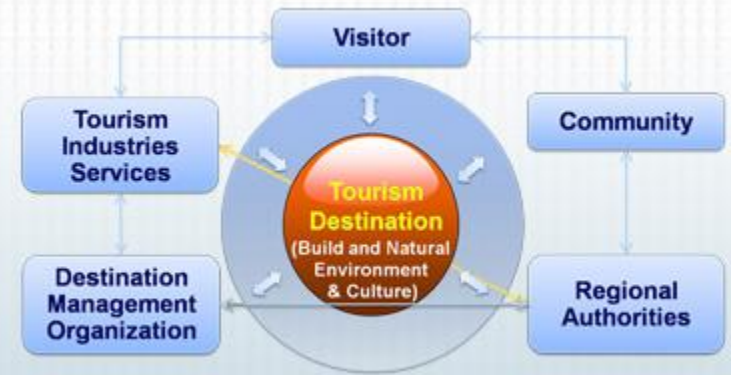 Visitor
Tourism
Industries
Services
Community
Tourism
Destination
(Build and Natural
Environment
& Culture)
Destination
Management
Organization
Regional
Authorities